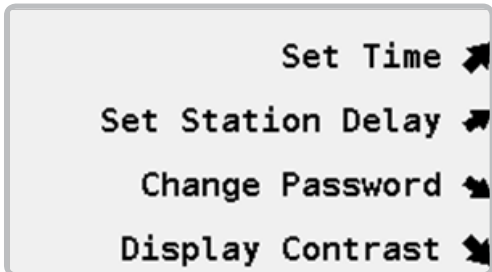 Set Time
Set Station Delay
Change Password
Display Contrast